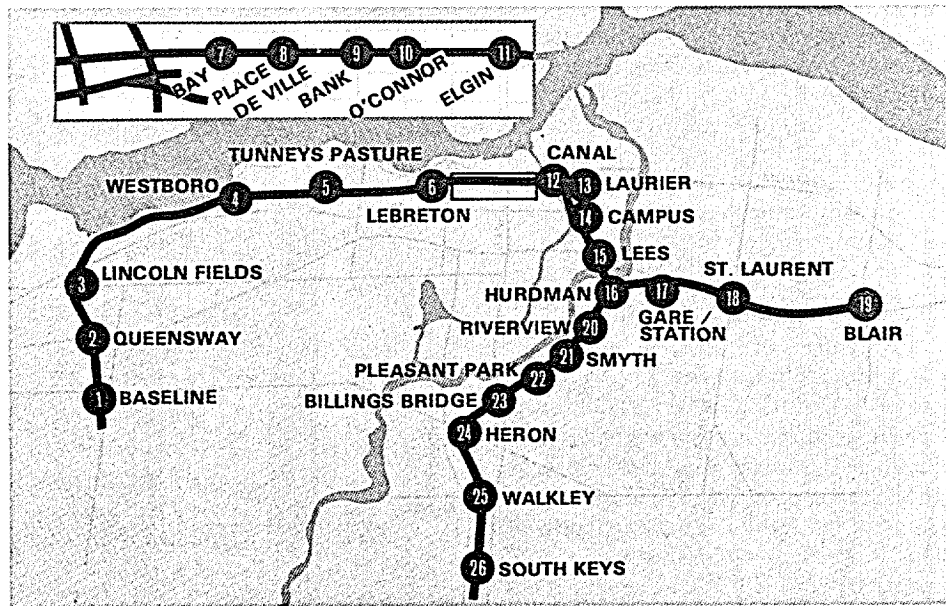 7
8
9
10
11
BAY
PLACE
DE VILLE
BANK
O'CONNOR
ELGIN
TUNNEYS PASTURE
CANAL
WESTBORO
4
5
6
12
13
LAURIER
LEBRETON
14
CAMPUS
15
LEES
3
LINCOLN FIELDS
ST. LAURENT
HURDMAN
16
17
18
19
GARE /
STATION
BLAIR
2
QUEENSWAY
RIVERVIEW
20
21
SMYTH
PLEASANT PARK
22
1
BASELINE
BILLINGS BRIDGE
23
24
HERON
25
WALKLEY
26
SOUTH KEYS